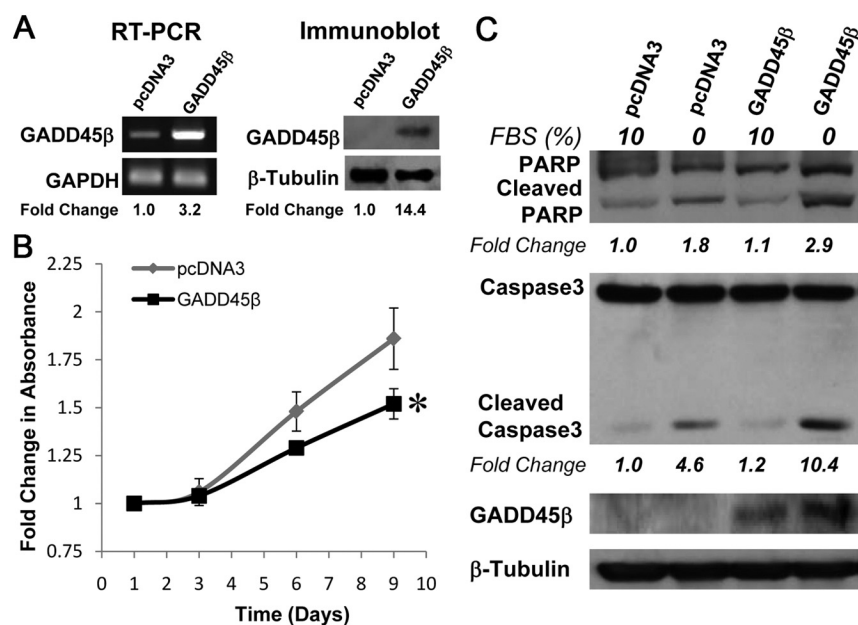 A
RT-PCR
Immunoblot
pcDNA3
GADD45β
pcDNA3
GADD45β
GADD45β
GAPDH
Fold Change 1.0 3.2
GADD45β
β-Tubulin
Fold Change 1.0 14.4
B
Fold Change in Absorbance
2.25
2
1.75
1.5
1.25
1
0.75
pcDNA3
GADD45β
*
0 1 2 3 4 5 6 7 8 9 10
Time (Days)
C
pcDNA3
pcDNA3
GADD45β
GADD45β
FBS (%) 10 0 10 0
PARP
Cleaved
PARP
Fold Change 1.0 1.8 1.1 2.9
Caspase3
Cleaved
Caspase3
Fold Change 1.0 4.6 1.2 10.4
GADD45β
β-Tubulin